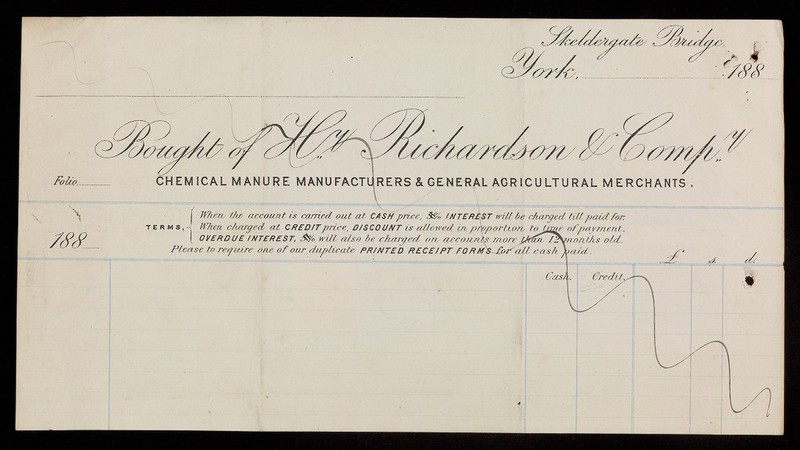 Skeldergate Bridge,
York, 188
Bought of Hy. Richardson & Compy.
Folio
CHEMICAL MANURE MANUFACTURERS & GENERAL AGRICULTURAL MERCHANTS.
188
TERMS,
When the account is carried out at CASH price, 5% INTEREST will be charged till paid for.
When charged at CREDIT price, DISCOUNT is allowed in proportion to time of payment.
OVERDUE INTEREST, 5% will also be charged on accounts more than 12 months old.
Please to require one of our duplicate PRINTED RECEIPT FORMS for all cash paid.
£ s. d.
Cash. Credit.